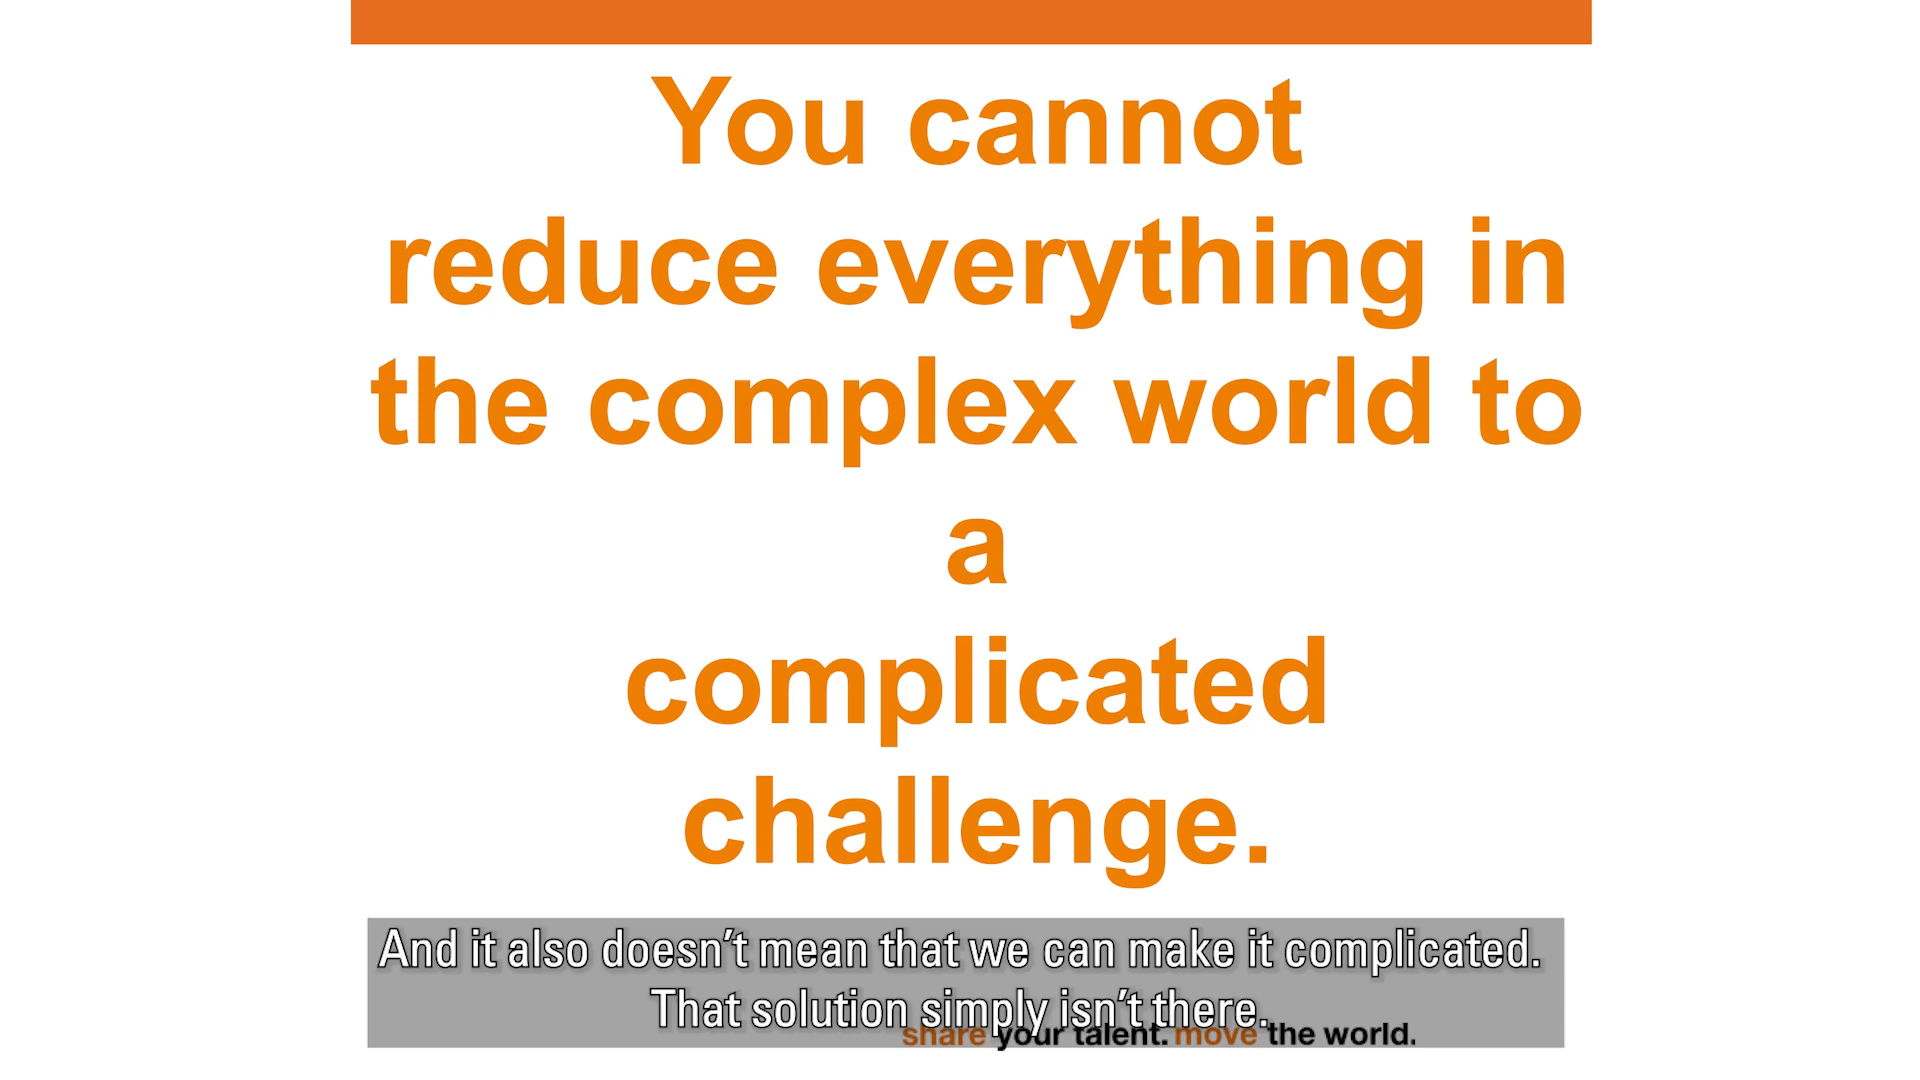 You cannot
reduce everything in
the complex world to
a
complicated
challenge.
And it also doesn't mean that we can make it complicated.
That solution simply isn't there.
share your talent. move the world.